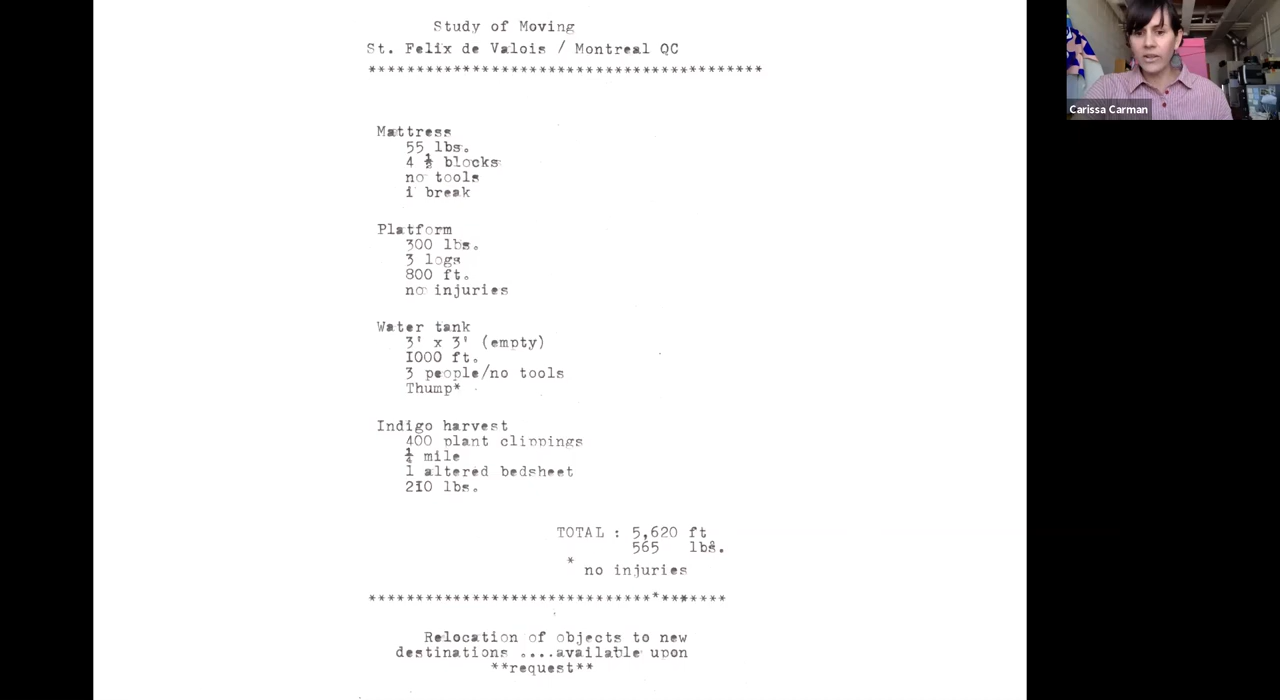 Study of Moving
St. Felix de Valois / Montreal QC
******************************************
Mattress
55 lbs.
4 ½ blocks
no tools
1 break
Platform
300 lbs.
3 logs
800 ft.
no injuries
Water tank
3' x 3' (empty)
1000 ft.
3 people/no tools
Thump*
Indigo harvest
400 plant clippings
¼ mile
1 altered bedsheet
210 lbs.
TOTAL : 5,620 ft
565 lbs.
* no injuries
**************************************
Relocation of objects to new
destinations ....available upon
**request**
Carissa Carman